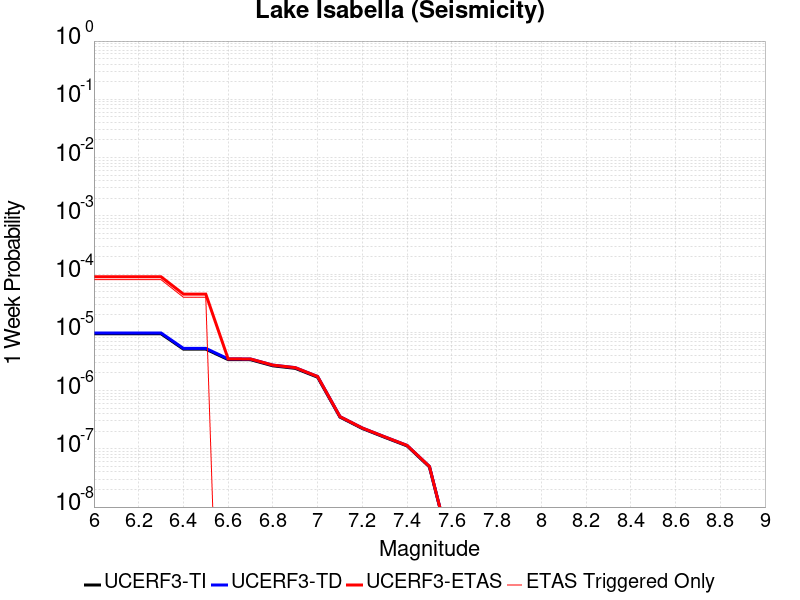 Lake Isabella (Seismicity)
10 0
10 -1
10 -2
10 -3
10 -4
10 -5
10 -6
10 -7
10 -8
1 Week Probability
6 6.2 6.4 6.6 6.8 7 7.2 7.4 7.6 7.8 8 8.2 8.4 8.6 8.8 9
Magnitude
UCERF3-TI UCERF3-TD UCERF3-ETAS ETAS Triggered Only